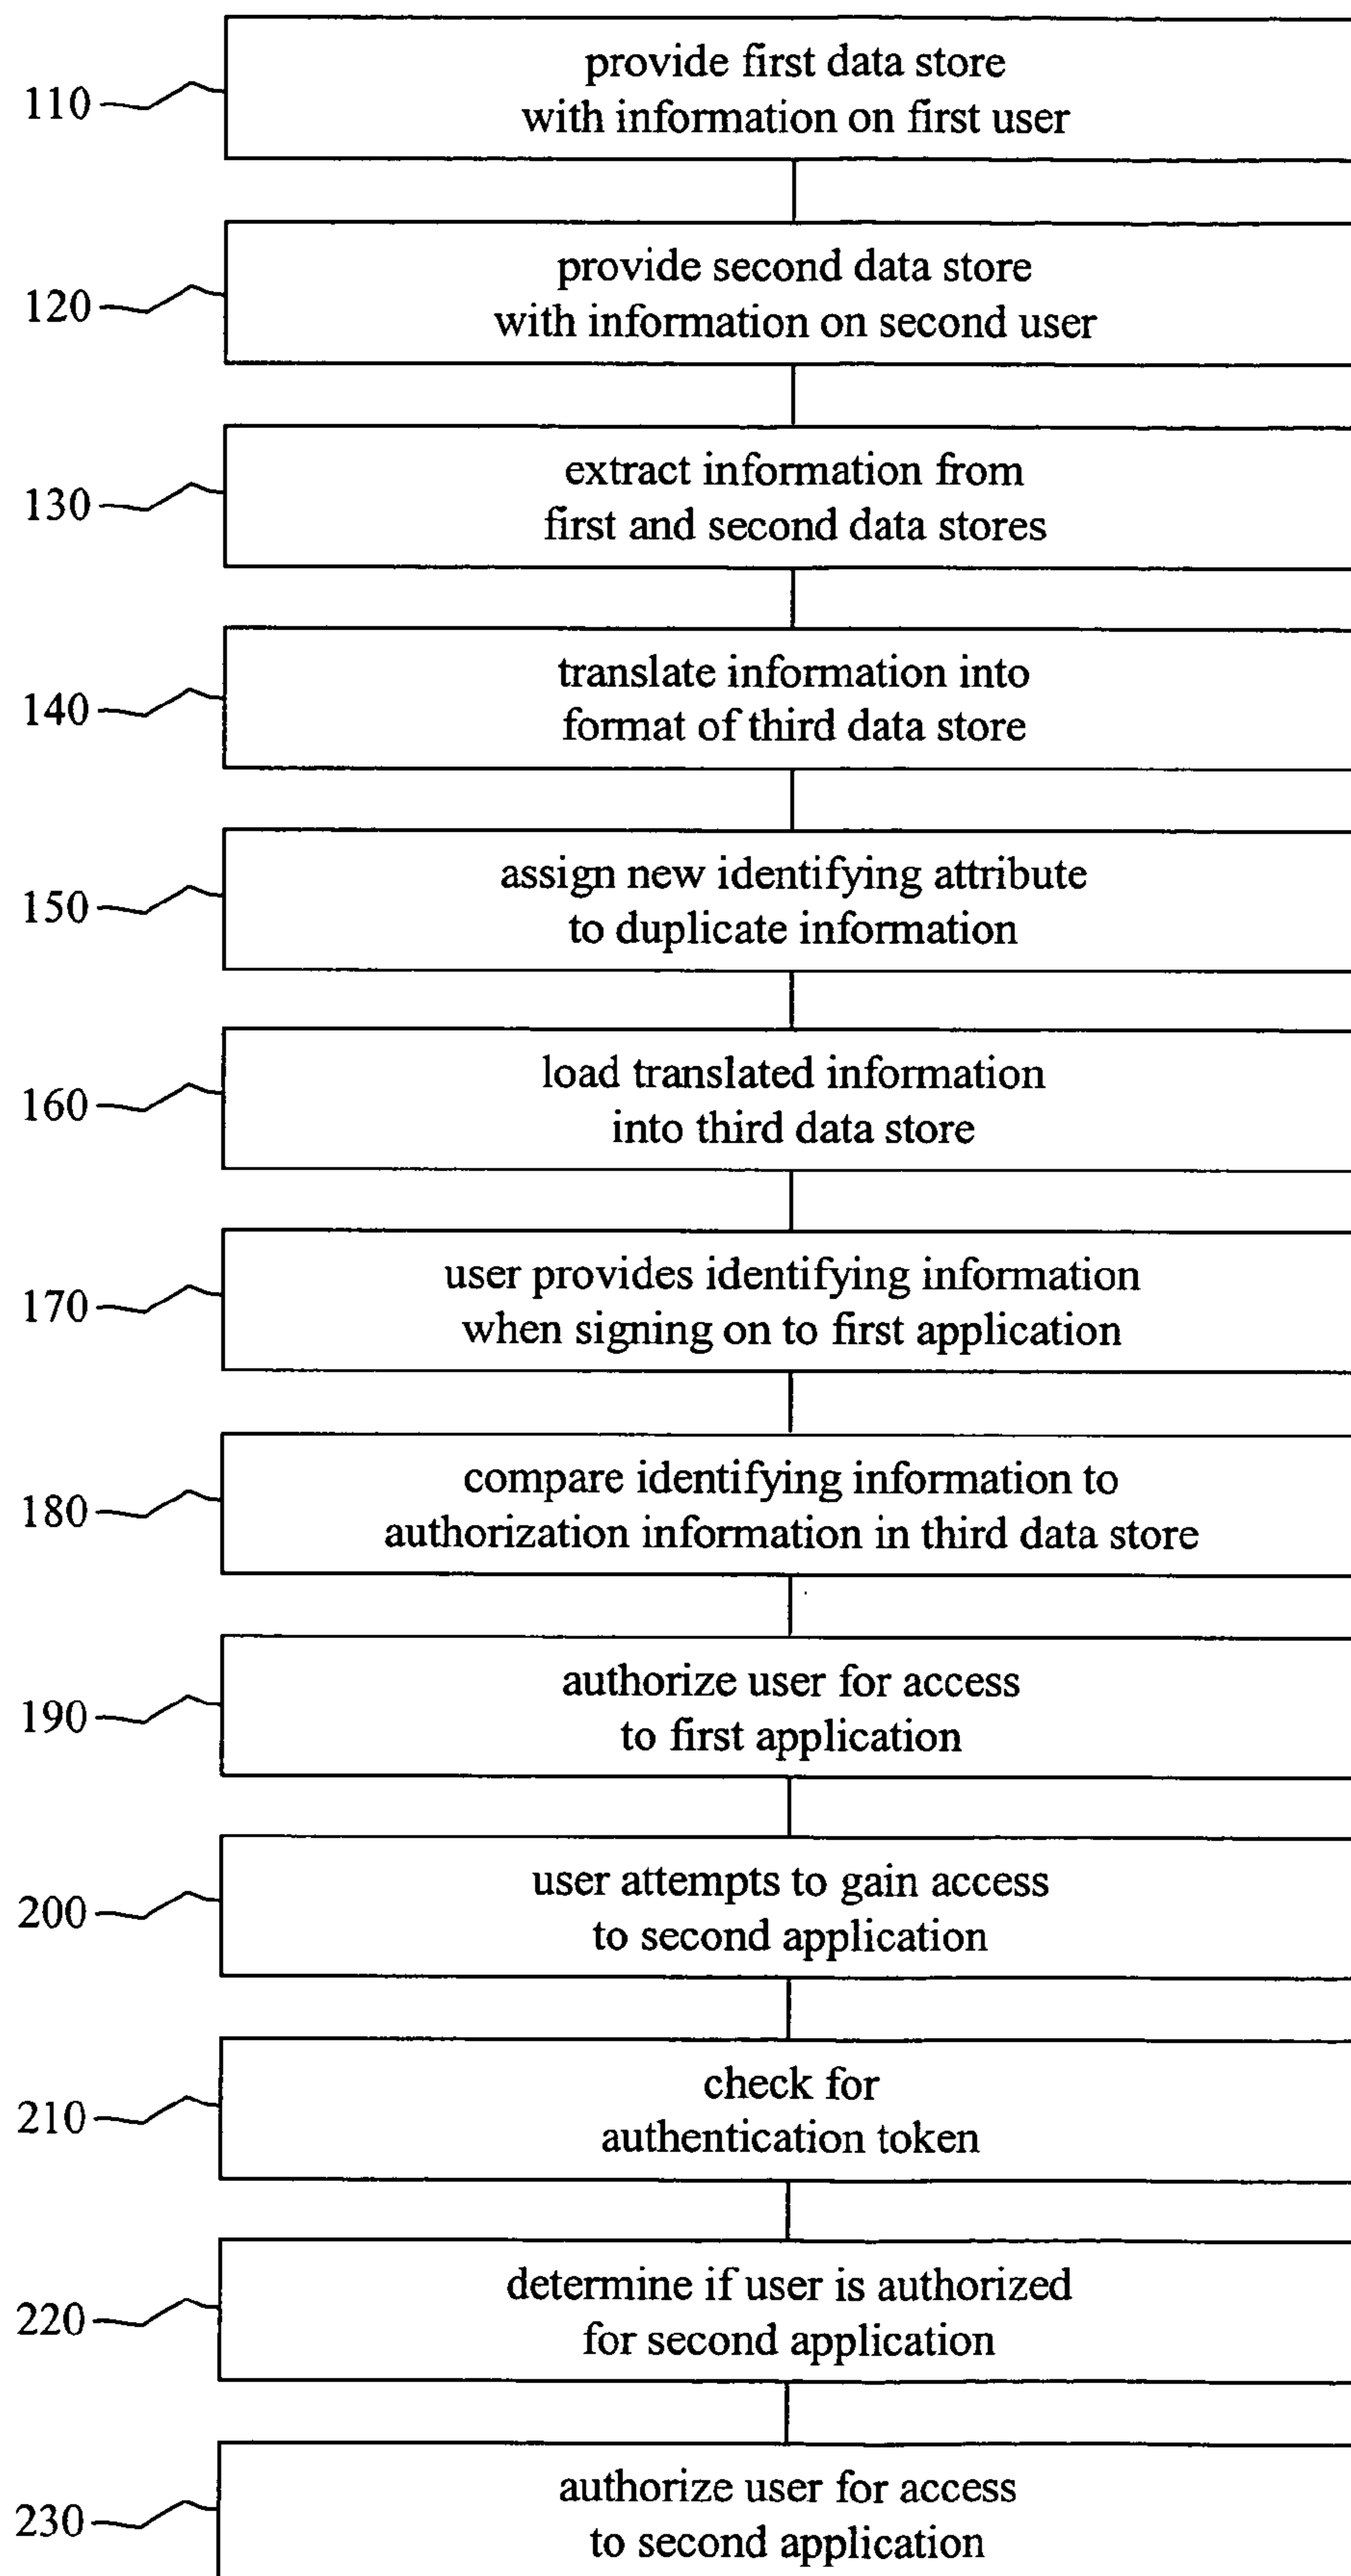 provide first data store
110 with information on first user
provide second data store
120 with information on second user
extract information from
130 first and second data stores
translate information into
140 format of third data store
assign new identifying attribute
150 to duplicate information
load translated information
160 into third data store
user provides identifying information
170 when signing on to first application
compare identifying information to
180 authorization information in third data store
authorize user for access
190 to first application
user attempts to gain access
200 to second application
check for
210 authentication token
determine if user is authorized
220 for second application
authorize user for access
230 to second application